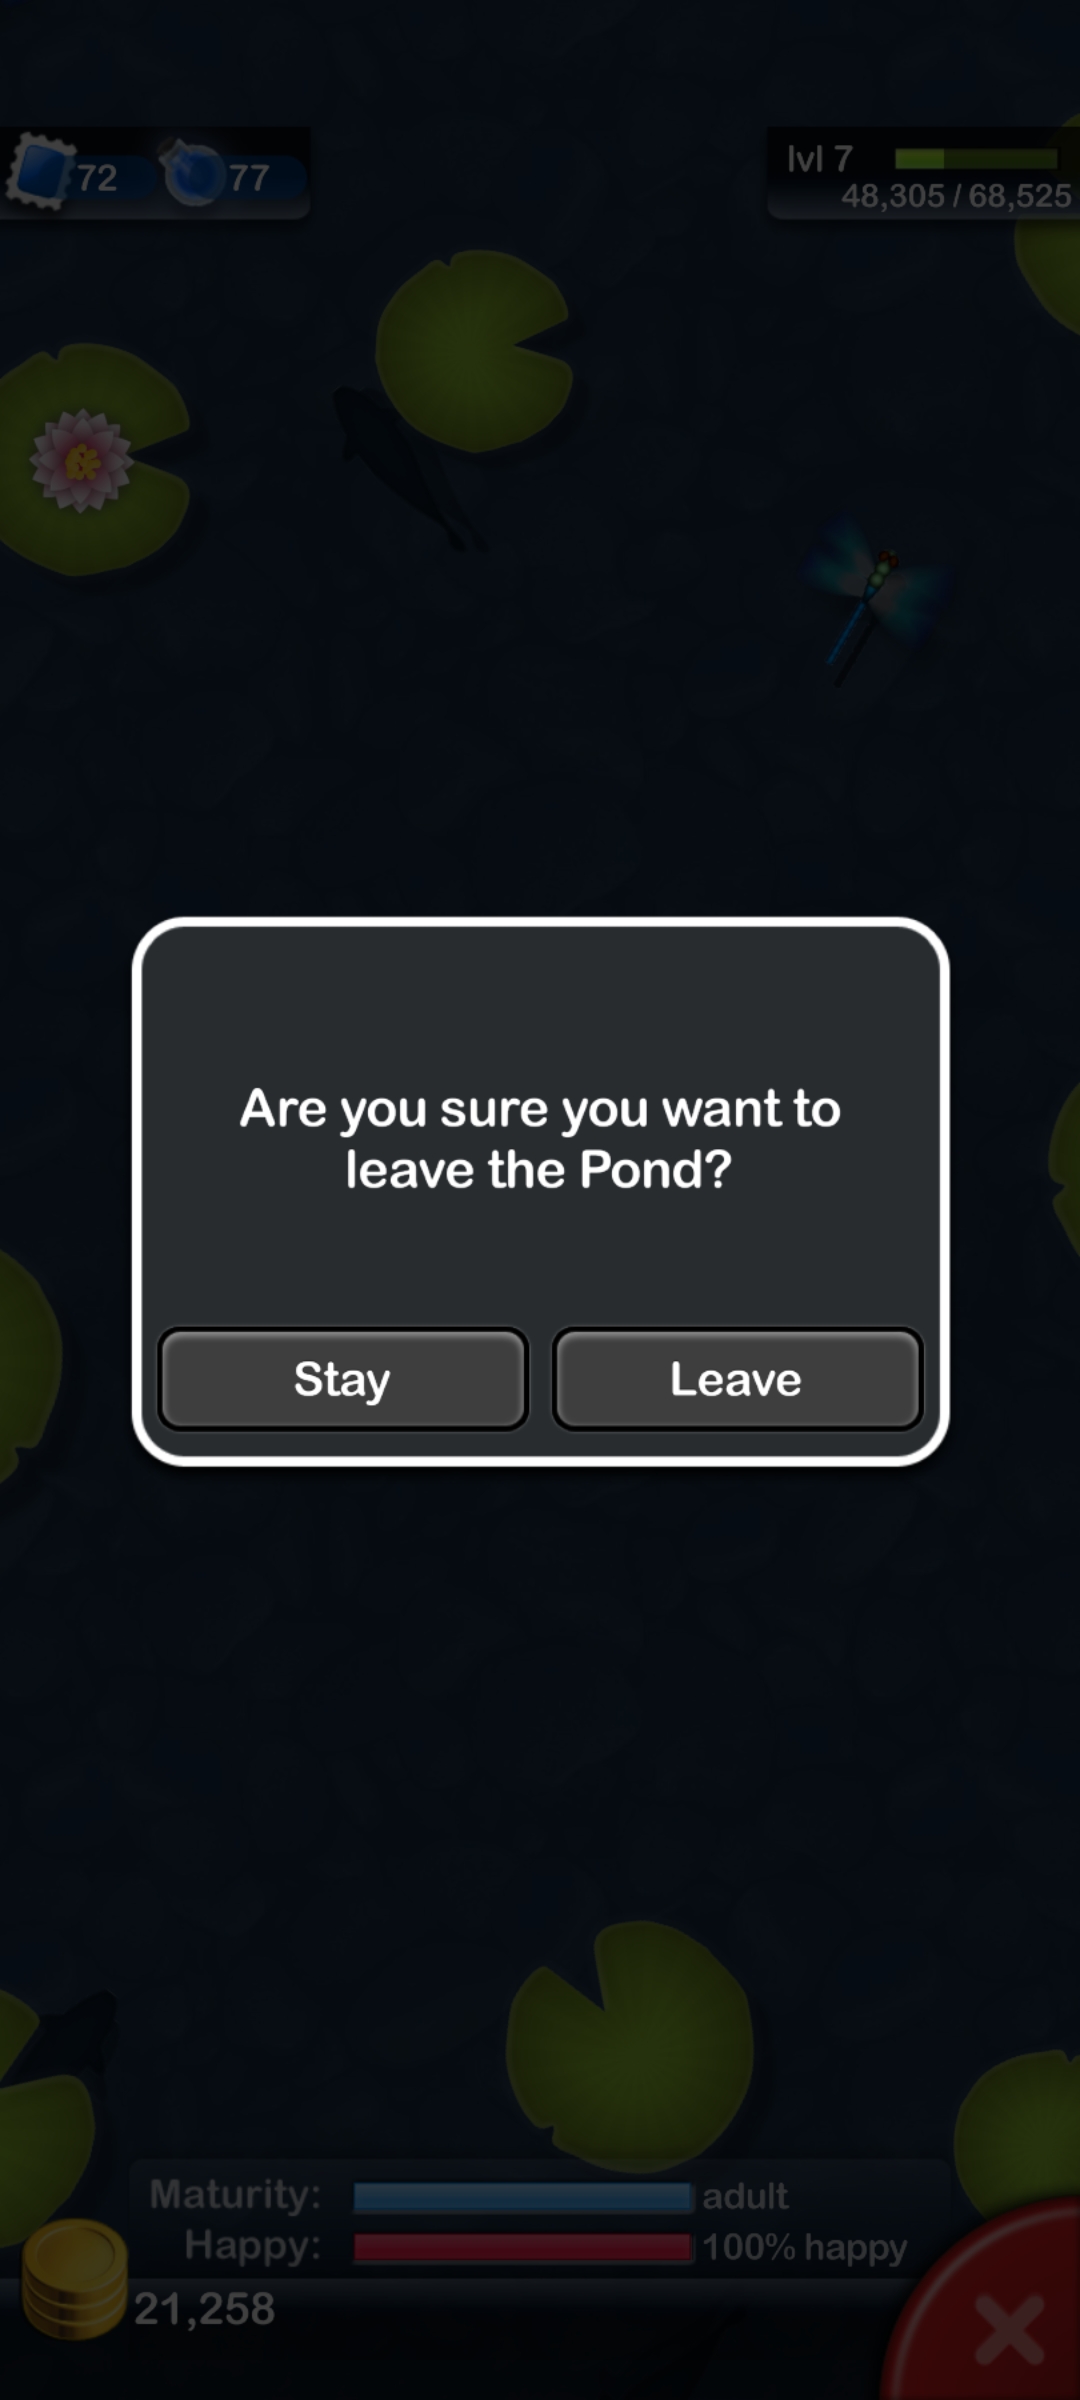 72 77
lvl 7
48,305 / 68,525
Are you sure you want to
leave the Pond?
Stay Leave
Maturity: adult
Happy: 100% happy
21,258